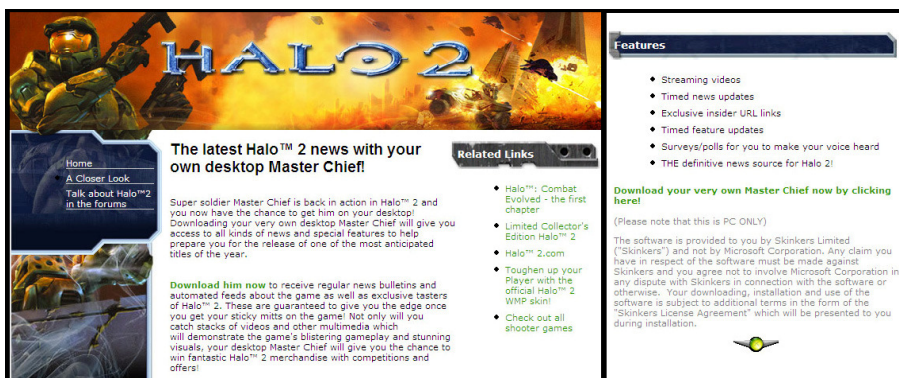 HALO 2
Home
A Closer Look
Talk about Halo™2
in the forums
The latest Halo™ 2 news with your
own desktop Master Chief!
Super soldier Master Chief is back in action in Halo™ 2 and
you now have the chance to get him on your desktop!
Downloading your very own desktop Master Chief will give you
access to all kinds of news and special features to help
prepare you for the release of one of the most anticipated
titles of the year.
Download him now to receive regular news bulletins and
automated feeds about the game as well as exclusive tasters
of Halo™ 2. These are guaranteed to give you the edge once
you get your sticky mitts on the game! Not only will you
catch stacks of videos and other multimedia which
will demonstrate the game's blistering gameplay and stunning
visuals, your desktop Master Chief will give you the chance to
win fantastic Halo™ 2 merchandise with competitions and
offers!
Related Links
Halo™: Combat
Evolved - the first
chapter
Limited Collector's
Edition Halo™ 2
Halo™ 2.com
Toughen up your
Player with the
official Halo™ 2
WMP skin!
Check out all
shooter games
Features
Streaming videos
Timed news updates
Exclusive insider URL links
Timed feature updates
Surveys/polls for you to make your voice heard
THE definitive news source for Halo 2!
Download your very own Master Chief now by clicking
here!
(Please note that this is PC ONLY)
The software is provided to you by Skinkers Limited
("Skinkers") and not by Microsoft Corporation. Any claim you
have in respect of the software must be made against
Skinkers and you agree not to involve Microsoft Corporation in
any dispute with Skinkers in connection with the software or
otherwise. Your downloading, installation and use of the
software is subject to additional terms in the form of the
"Skinkers License Agreement" which will be presented to you
during installation.